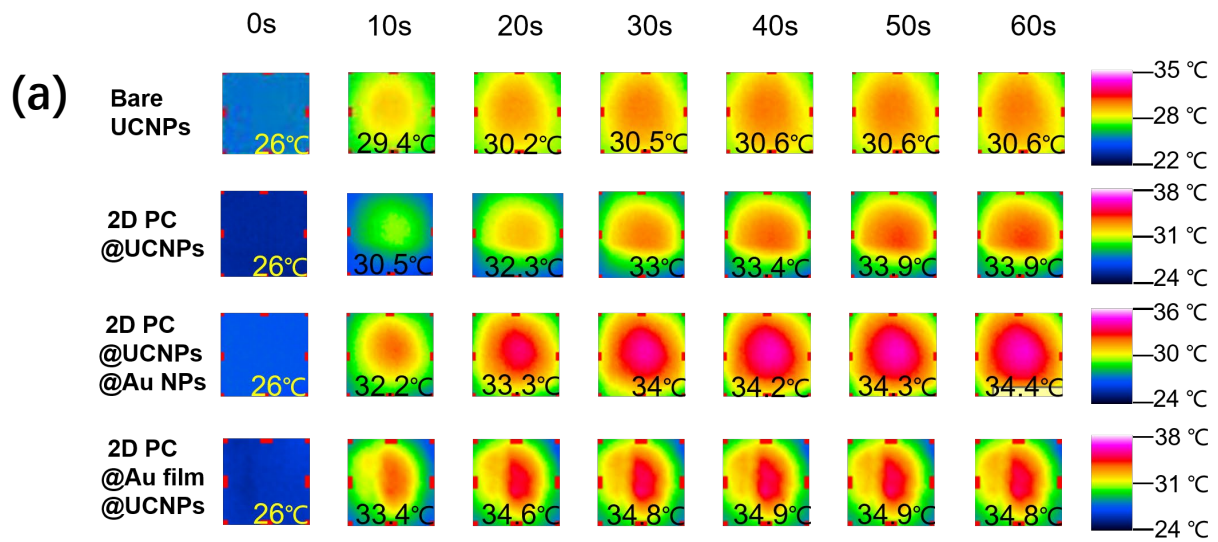 0s 10s 20s 30s 40s 50s 60s
(a)
Bare
UCNPs
26℃ 29.4℃ 30.2℃ 30.5℃ 30.6℃ 30.6℃ 30.6℃
35 ℃
28 ℃
22 ℃
2D PC
@UCNPs
26℃ 30.5℃ 32.3℃ 33℃ 33.4℃ 33.9℃ 33.9℃
38 ℃
31 ℃
24 ℃
2D PC
@UCNPs
@Au NPs
26℃ 32.2℃ 33.3℃ 34℃ 34.2℃ 34.3℃ 34.4℃
36 ℃
30 ℃
24 ℃
2D PC
@Au film
@UCNPs
26℃ 33.4℃ 34.6℃ 34.8℃ 34.9℃ 34.9℃ 34.8℃
38 ℃
31 ℃
24 ℃